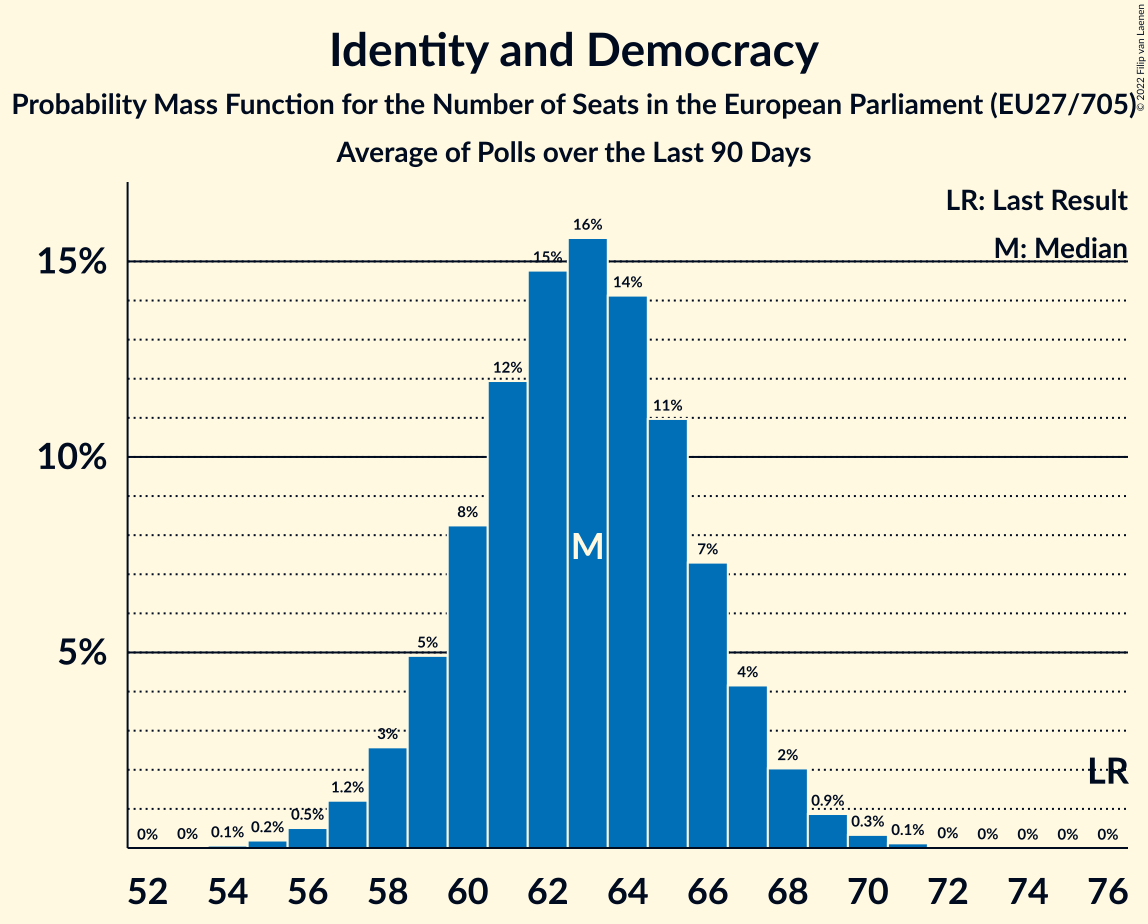 Identity and Democracy
Probability Mass Function for the Number of Seats in the European Parliament (EU27/705)
Average of Polls over the Last 90 Days
© 2022 Filip van Laenen
LR: Last Result
M: Median
15%
10%
5%
0% 0% 0.1% 0.2% 0.5% 1.2% 3% 5% 8% 12% 15% 16% 14% 11% 7% 4% 2% 0.9% 0.3% 0.1% 0% 0% 0% 0% 0%
M
LR
52 54 56 58 60 62 64 66 68 70 72 74 76